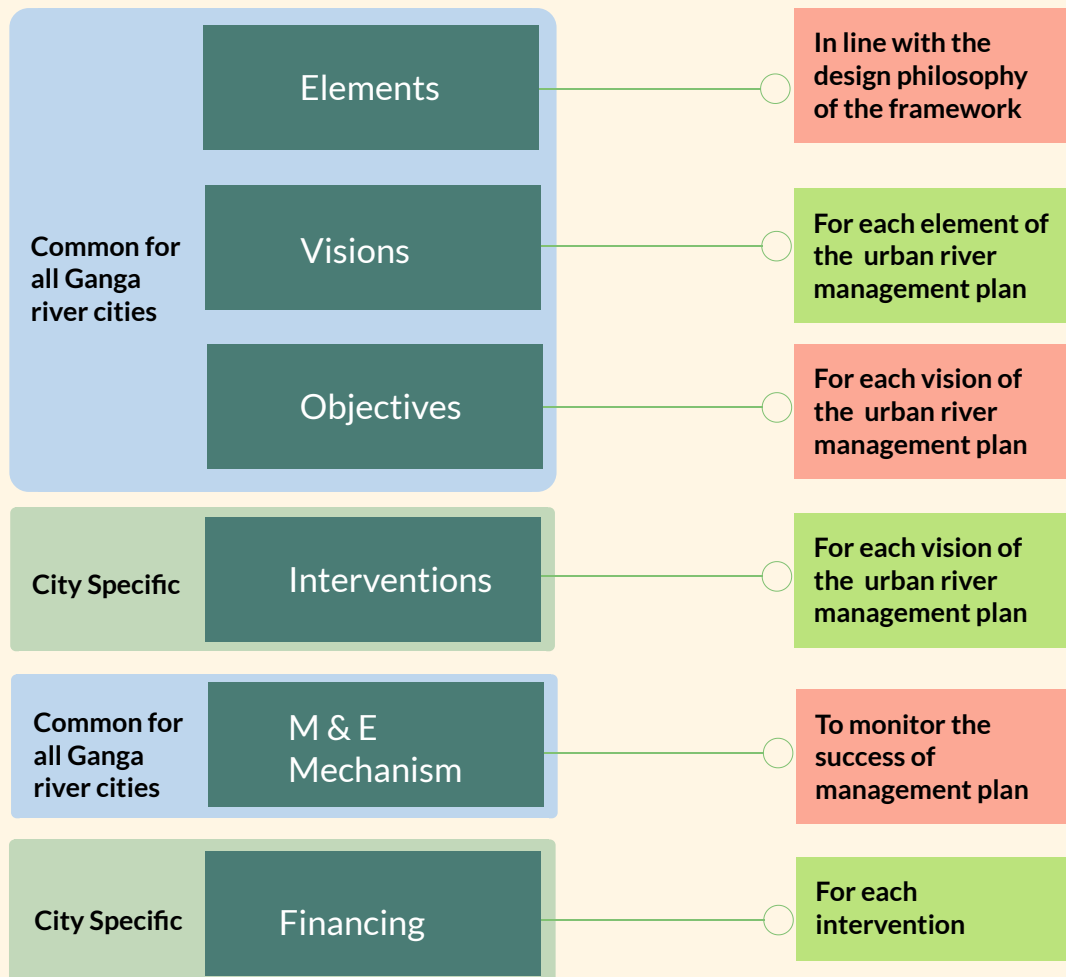 Elements
In line with the
design philosophy
of the framework
Common for
all Ganga
river cities
Visions
For each element of
the urban river
management plan
Objectives
For each vision of
the urban river
management plan
City Specific
Interventions
For each vision of
the urban river
management plan
Common for
all Ganga
river cities
M & E
Mechanism
To monitor the
success of
management plan
City Specific
Financing
For each
intervention